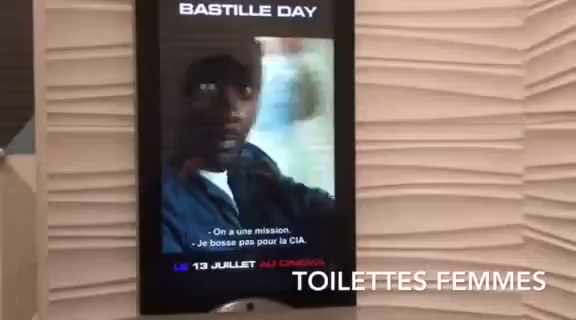 BASTILLE DAY
- On a une mission.
- Je bosse pas pour la CIA.
LE 13 JUILLET AU CINÉMA
TOILETTES FEMMES